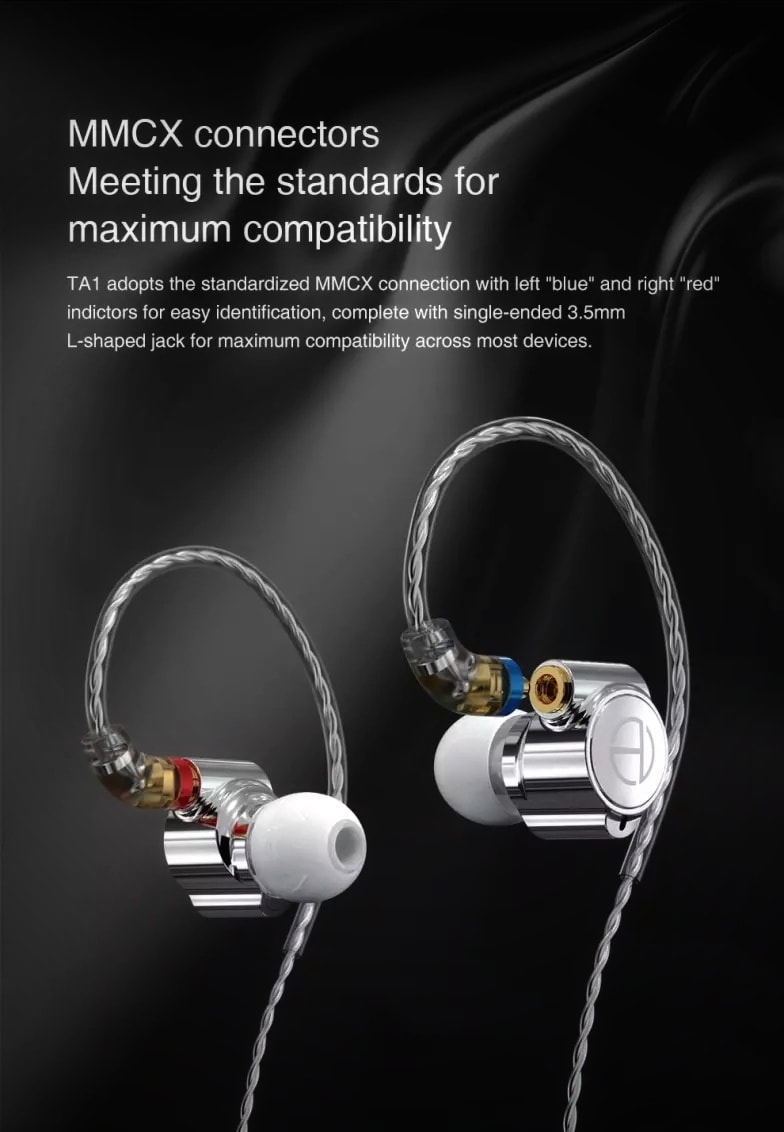 MMCX connectors
Meeting the standards for
maximum compatibility
TA1 adopts the standardized MMCX connection with left "blue" and right "red"
indictors for easy identification, complete with single-ended 3.5mm
L-shaped jack for maximum compatibility across most devices.